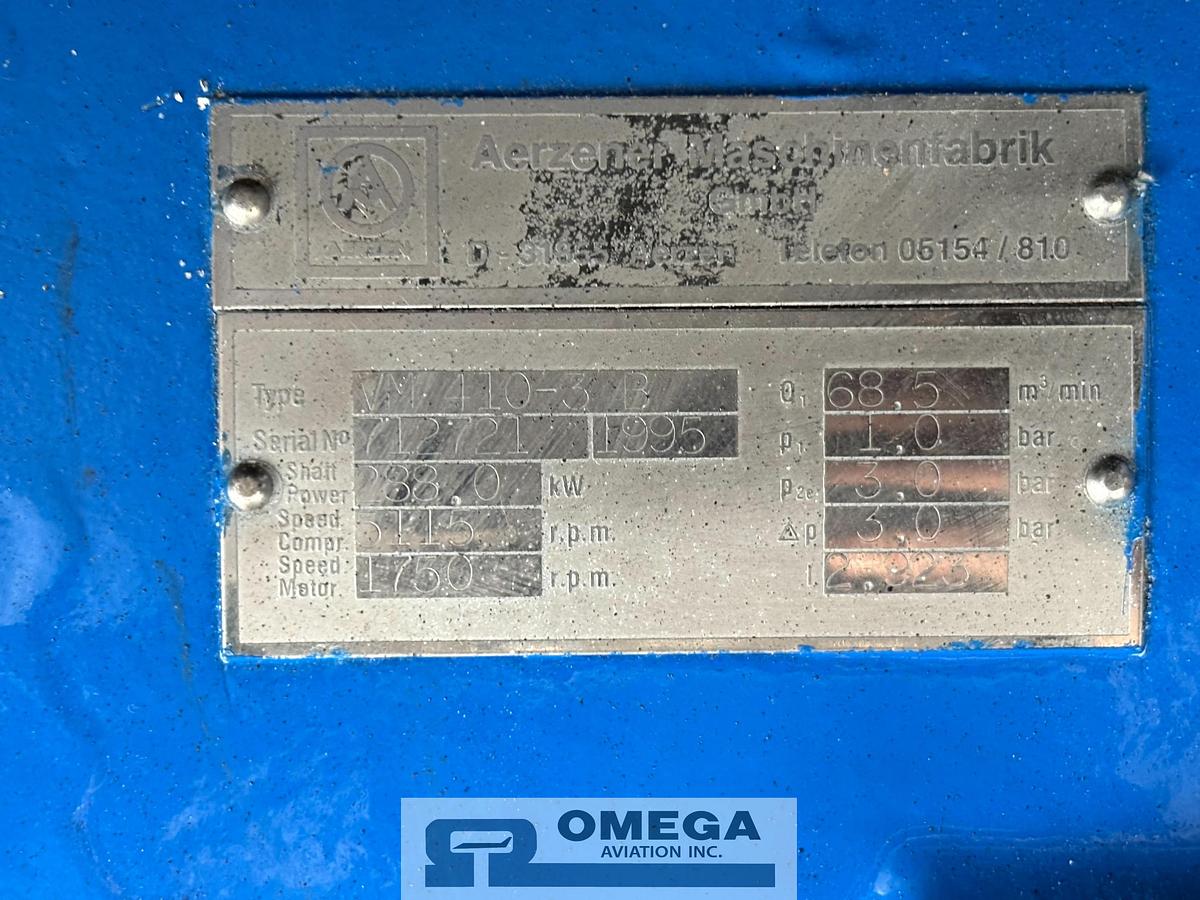 Aerzener Maschinenfabrik
GmbH
AERZEN
D - 31855 Aerzen Telefon 05154 / 810
Type VM 410-3 B Q1 68,5 m³/min
Serial Nº 712721 1995 p1 1,0 bar
Shaft Power kW p2e 3,0 bar
Speed Compr. 5115 r.p.m. Δp 3,0 bar
Speed Motor 1750 r.p.m. i 2,923
OMEGA
AVIATION INC.